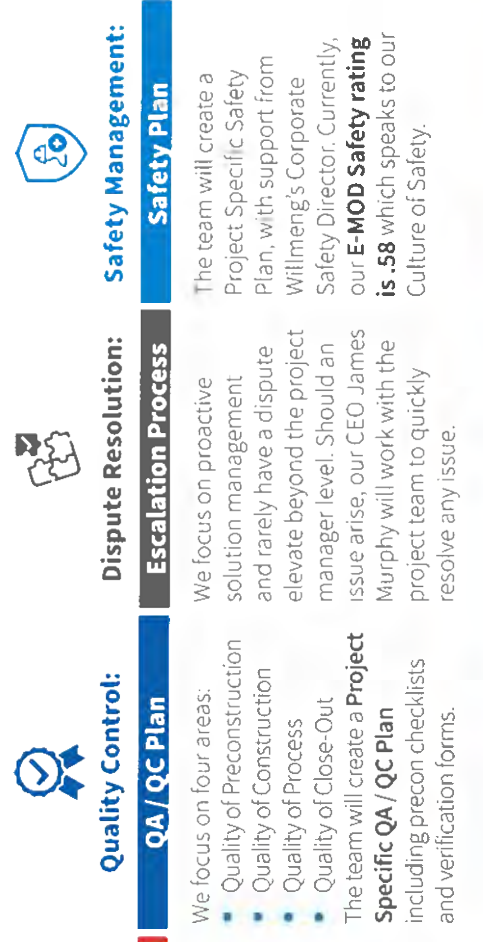 Quality Control:
QA / QC Plan
We focus on four areas:
• Quality of Preconstruction
• Quality of Construction
• Quality of Process
• Quality of Close-Out
The team will create a Project
Specific QA / QC Plan
including precon checklists
and verification forms.
Dispute Resolution:
Escalation Process
We focus on proactive
solution management
and rarely have a dispute
elevate beyond the project
manager level. Should an
issue arise, our CEO James
Murphy will work with the
project team to quickly
resolve any issue.
Safety Management:
Safety Plan
The team will create a
Project Specific Safety
Plan, with support from
Willmeng's Corporate
Safety Director. Currently,
our E-MOD Safety rating
is .58 which speaks to our
Culture of Safety.